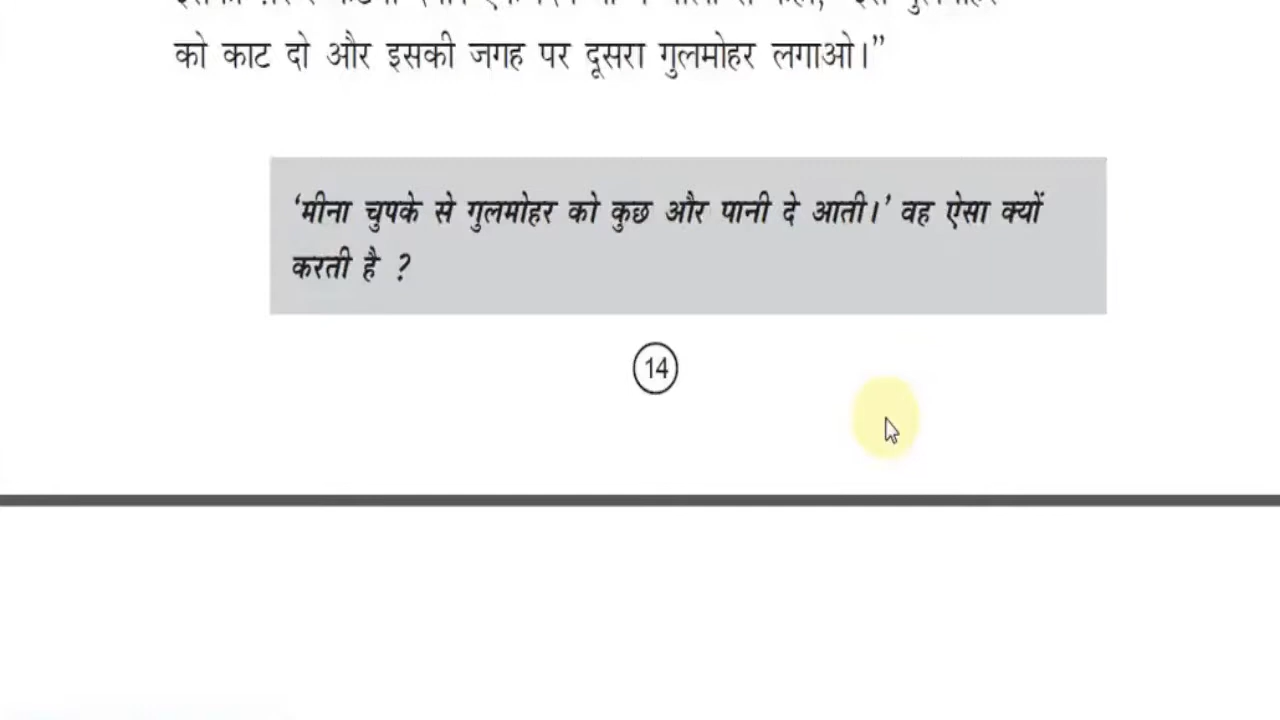 को काट दो और इसकी जगह पर दूसरा गुलमोहर लगाओ।”
‘मीना चुपके से गुलमोहर को कुछ और पानी दे आती।’ वह ऐसा क्यों
करती है ?
14